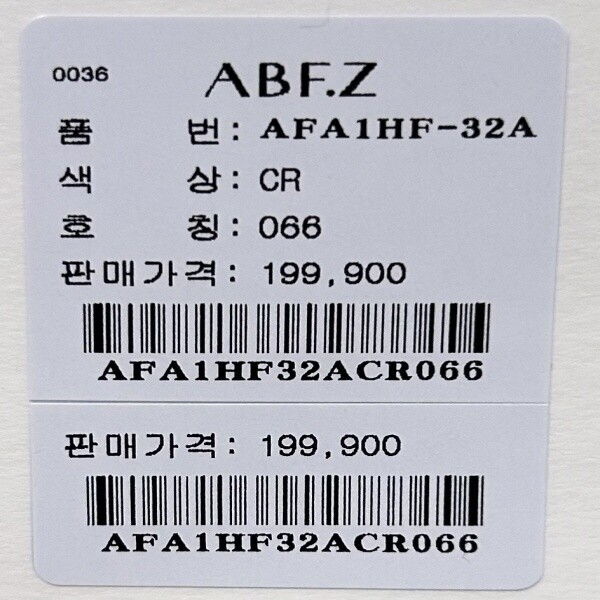 0036 ABF.Z
품 번: AFA1HF-32A
색 상: CR
호 칭: 066
판매가격: 199,900
AFA1HF32ACR066
판매가격: 199,900
AFA1HF32ACR066